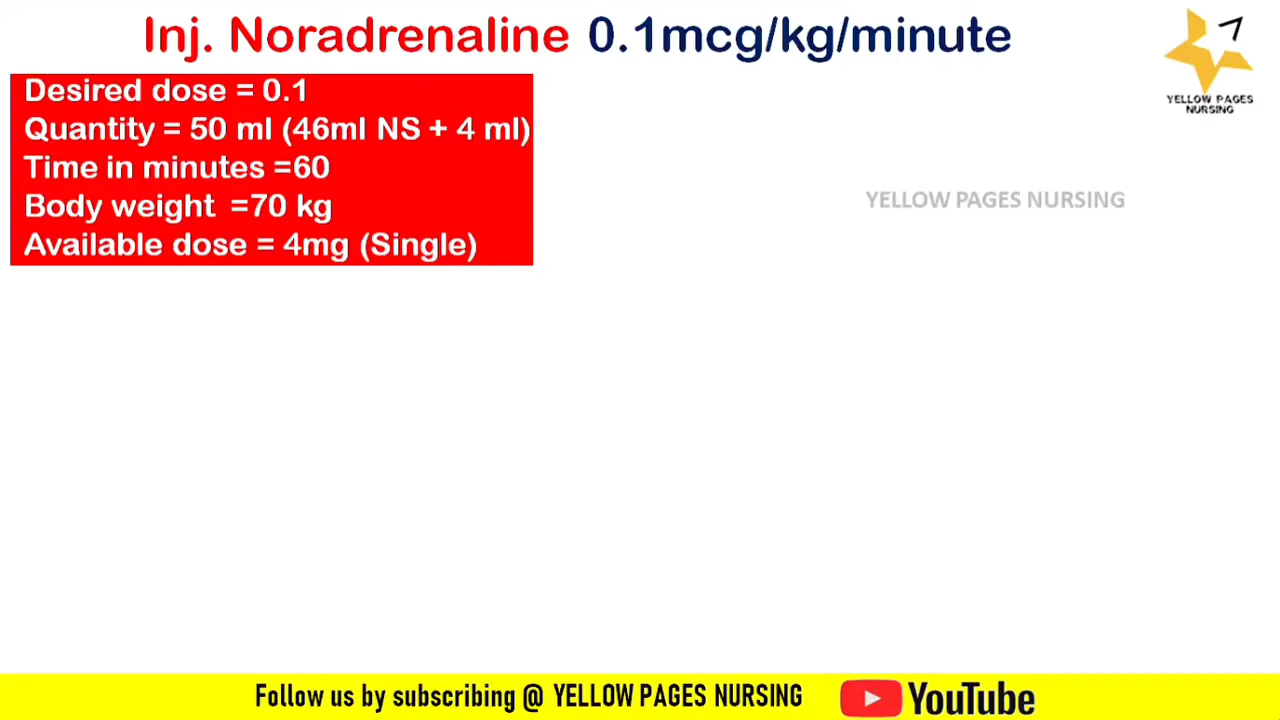 Inj. Noradrenaline 0.1mcg/kg/minute
Desired dose = 0.1
Quantity = 50 ml (46ml NS + 4 ml)
Time in minutes =60
Body weight =70 kg
Available dose = 4mg (Single)
YELLOW PAGES
NURSING
YELLOW PAGES NURSING
Follow us by subscribing @ YELLOW PAGES NURSING YouTube